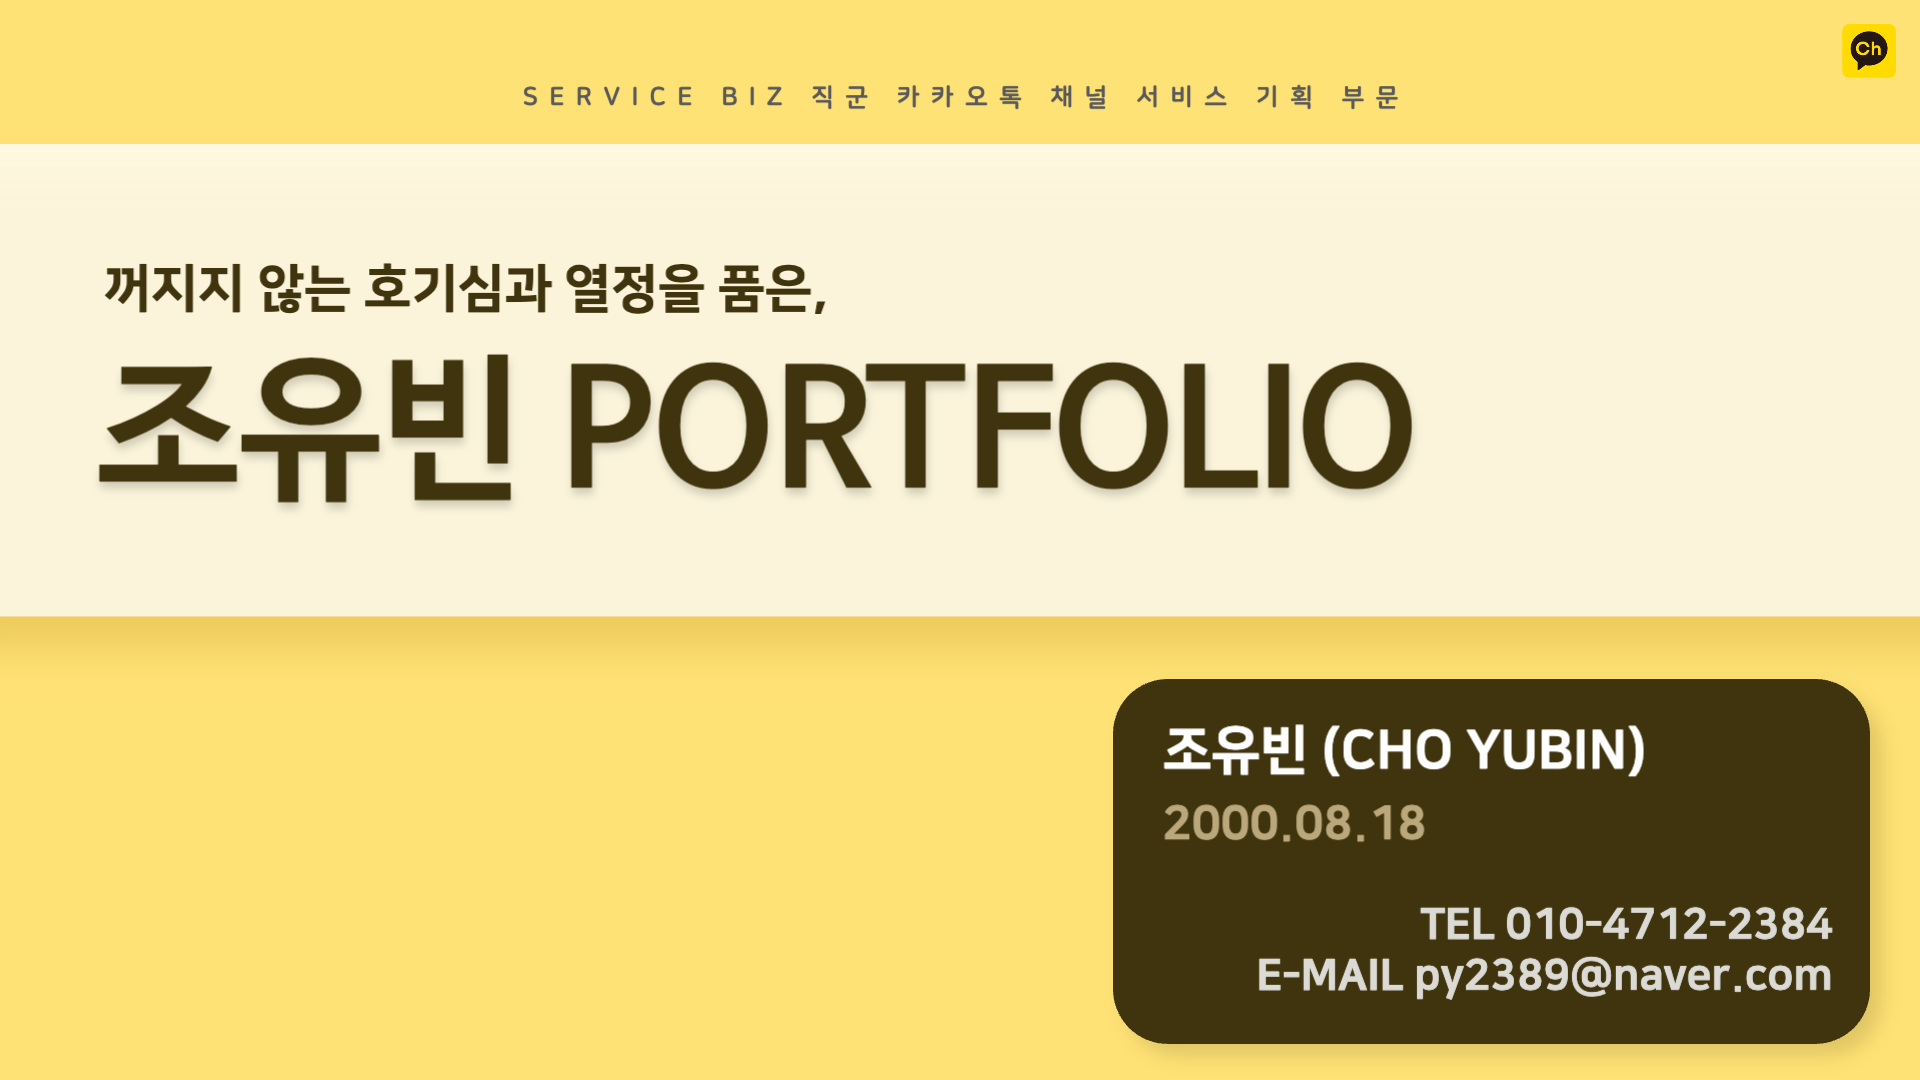 Ch
SERVICE BIZ 직군 카카오톡 채널 서비스 기획 부문
꺼지지 않는 호기심과 열정을 품은,
조유빈 PORTFOLIO
조유빈 (CHO YUBIN)
2000.08.18
TEL 010-4712-2384
E-MAIL py2389@naver.com